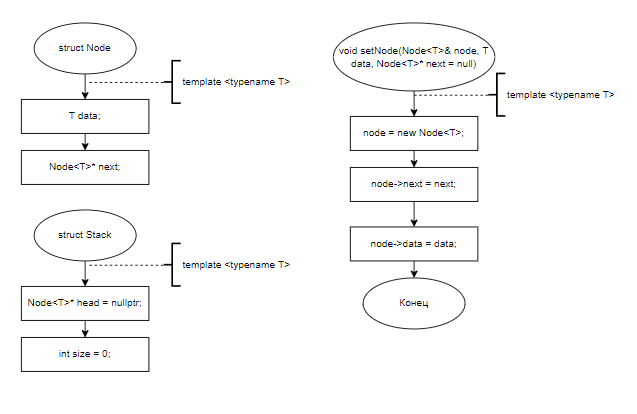 struct Node
template <typename T>
T data;
Node<T>* next;
struct Stack
template <typename T>
Node<T>* head = nullptr;
int size = 0;
void setNode(Node<T>& node, T
data, Node<T>* next = null)
template <typename T>
node = new Node<T>;
node->next = next;
node->data = data;
Конец